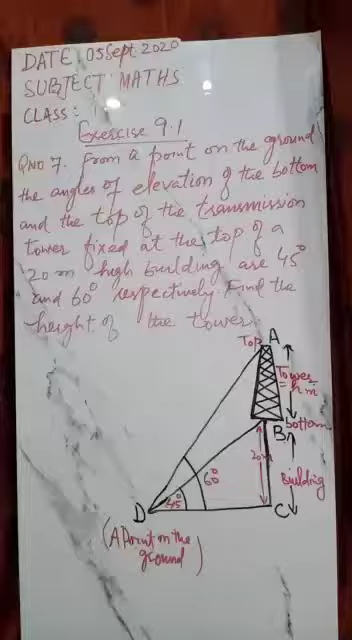 DATE: 05 Sept 2020
SUBJECT: MATHS
CLASS:
Exercise 9.1
QNO 7. From a point on the ground
the angles of elevation of the bottom
and the top of the transmission
tower fixed at the top of a
20 m high building are 45°
and 60° respectively. Find the
height of the tower.
Top A
Tower
= h m
B
bottom
20m
Building
60°
45°
D
C
(A Point on the
ground)